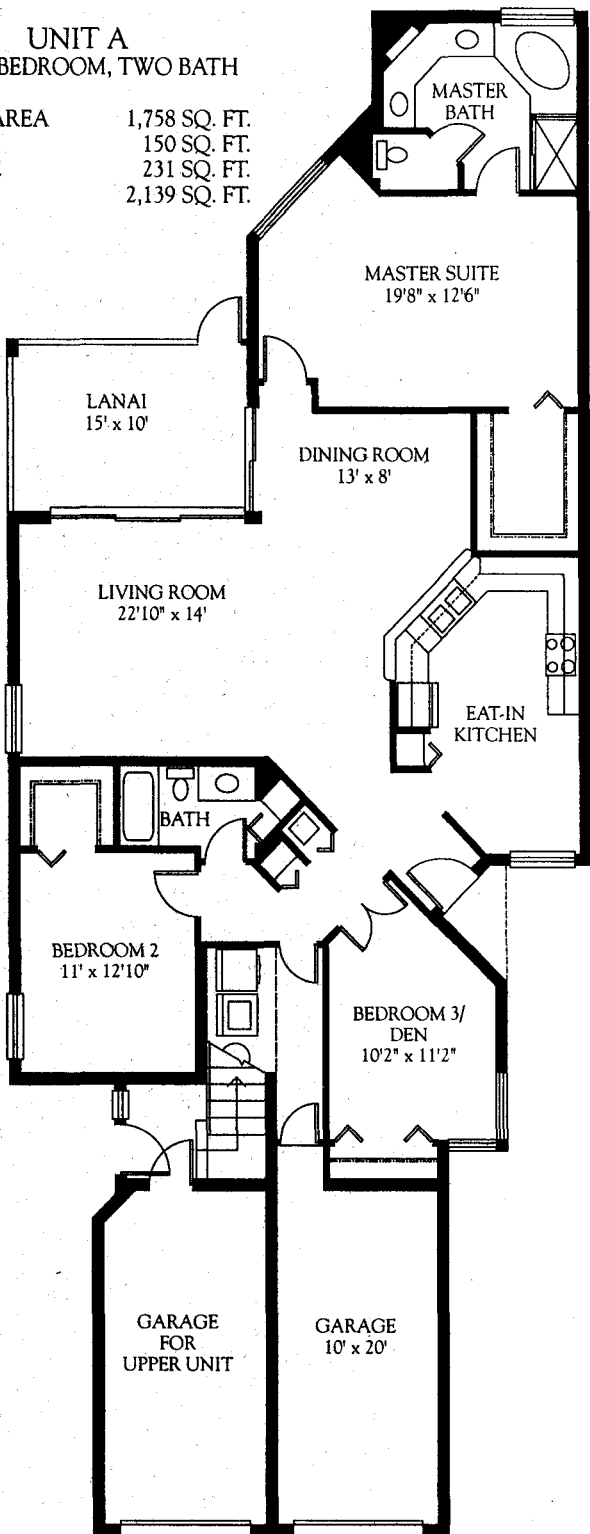 UNIT A
BEDROOM, TWO BATH
AREA 1,758 SQ. FT.
150 SQ. FT.
231 SQ. FT.
2,139 SQ. FT.
MASTER
BATH
MASTER SUITE
19'8" x 12'6"
LANAI
15' x 10'
DINING ROOM
13' x 8'
LIVING ROOM
22'10" x 14'
EAT-IN
KITCHEN
BATH
BEDROOM 2
11' x 12'10"
BEDROOM 3/
DEN
10'2" x 11'2"
GARAGE
FOR
UPPER UNIT
GARAGE
10' x 20'